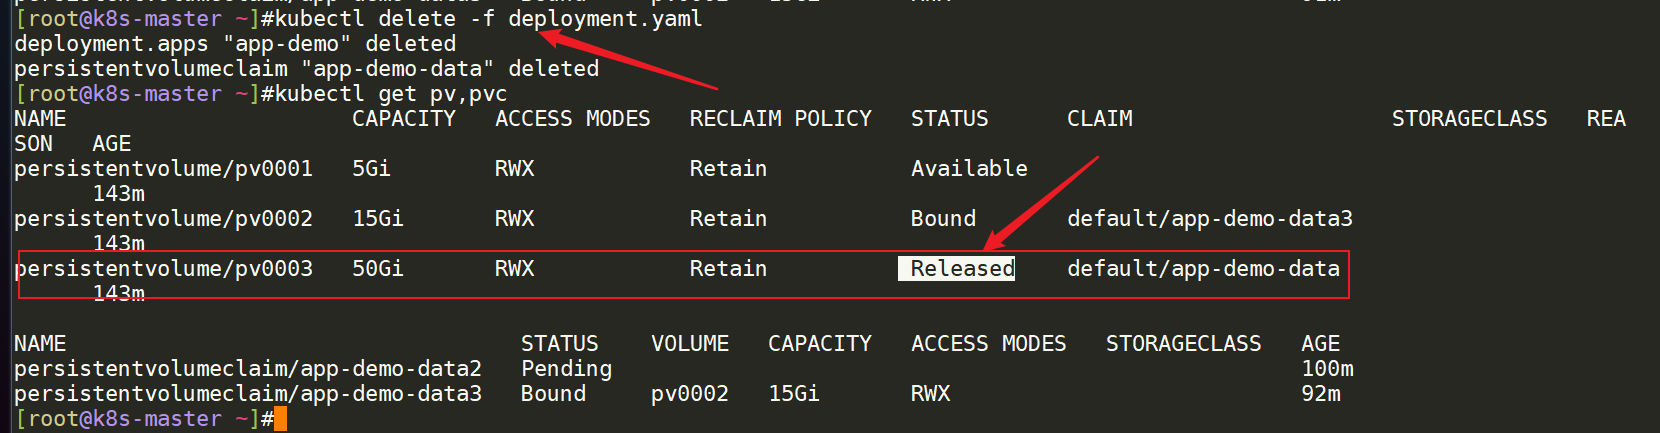 [root@k8s-master ~]#kubectl delete -f deployment.yaml
deployment.apps "app-demo" deleted
persistentvolumeclaim "app-demo-data" deleted
[root@k8s-master ~]#kubectl get pv,pvc
NAME CAPACITY ACCESS MODES RECLAIM POLICY STATUS CLAIM STORAGECLASS REA
SON AGE
persistentvolume/pv0001 5Gi RWX Retain Available
143m
persistentvolume/pv0002 15Gi RWX Retain Bound default/app-demo-data3
143m
persistentvolume/pv0003 50Gi RWX Retain Released default/app-demo-data
143m
NAME STATUS VOLUME CAPACITY ACCESS MODES STORAGECLASS AGE
persistentvolumeclaim/app-demo-data2 Pending 100m
persistentvolumeclaim/app-demo-data3 Bound pv0002 15Gi RWX 92m
[root@k8s-master ~]#